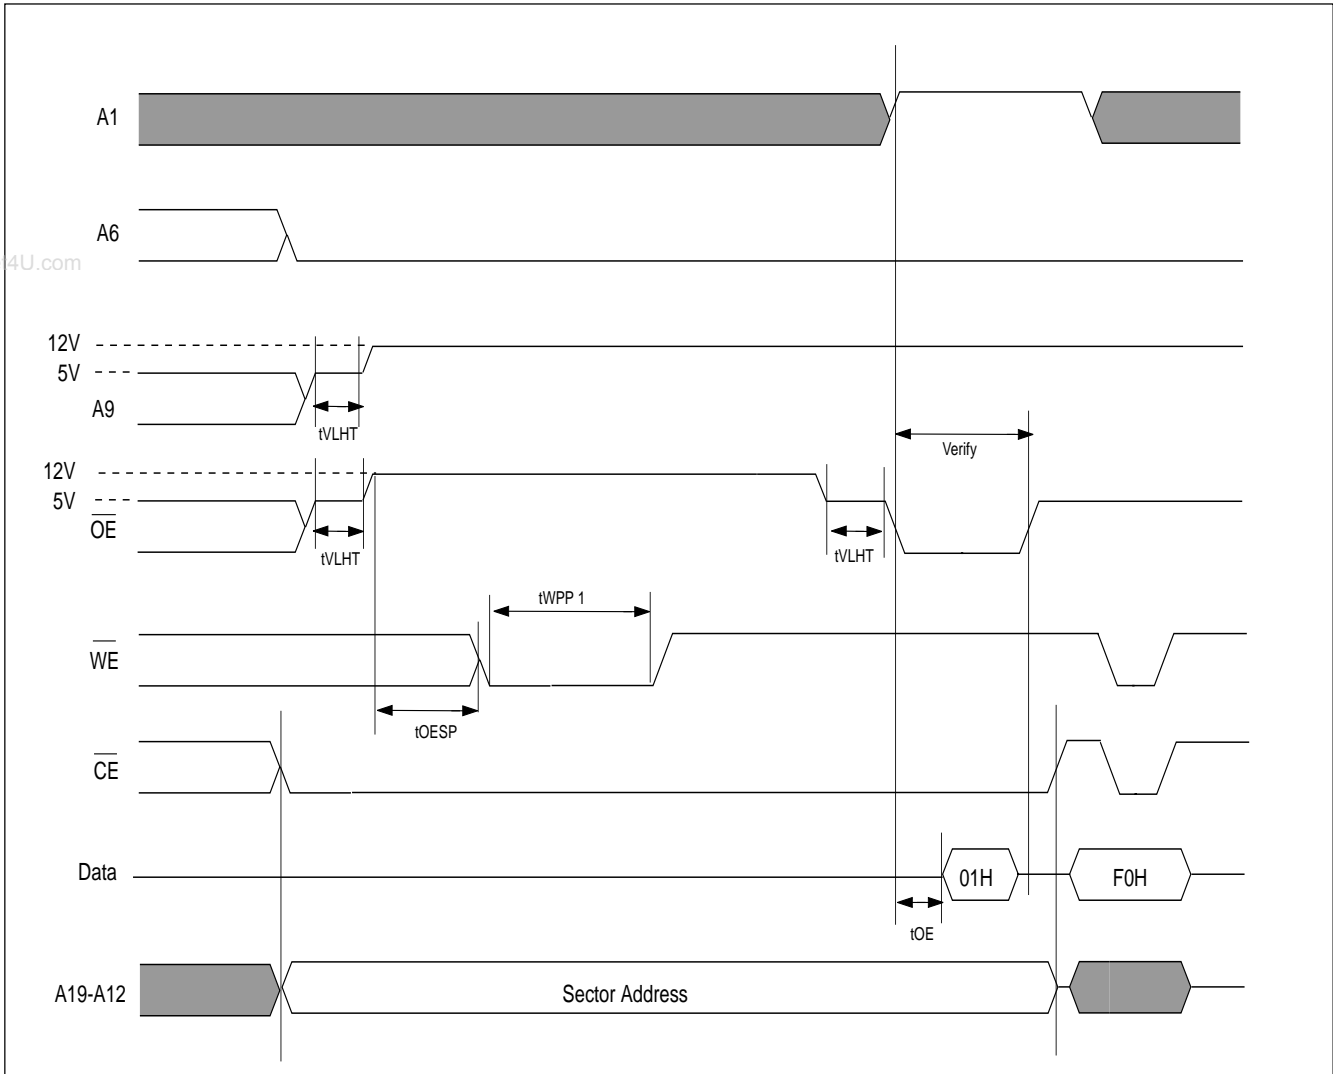 A1
A6
4U.com
12V
5V
A9
tVLHT
Verify
12V
5V
OE
tVLHT
tVLHT
tWPP 1
WE
tOESP
CE
Data
01H
F0H
tOE
A19-A12
Sector Address